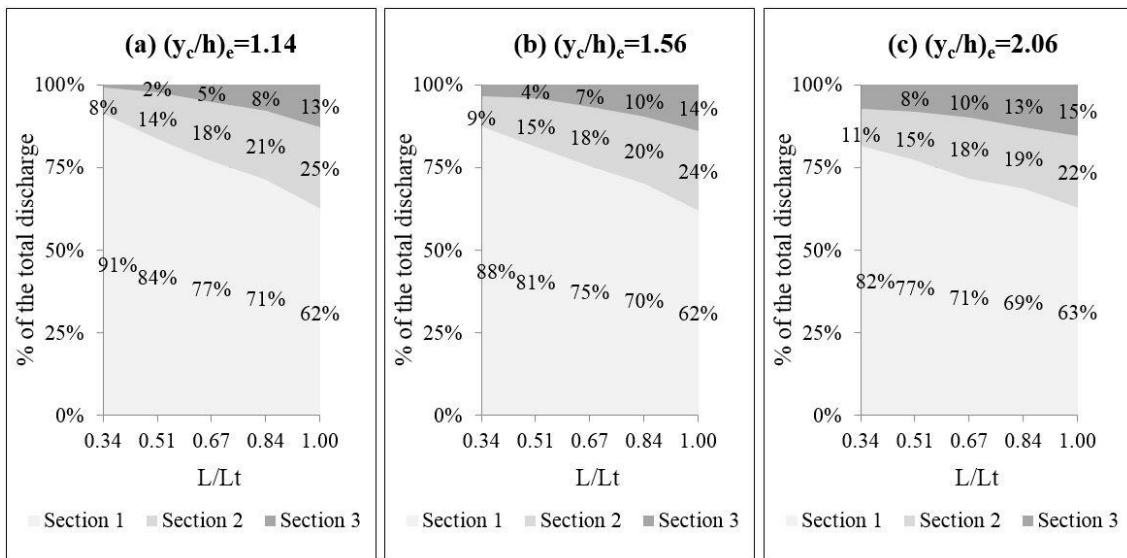 (a) (yc/h)e=1.14
% of the total discharge
100%
75%
50%
25%
0%
2% 5% 8% 13%
8% 14% 18% 21% 25%
91% 84% 77% 71% 62%
0.34 0.51 0.67 0.84 1.00
L/Lt
Section 1 Section 2 Section 3
(b) (yc/h)e=1.56
% of the total discharge
100%
75%
50%
25%
0%
4% 7% 10% 14%
9% 15% 18% 20% 24%
88% 81% 75% 70% 62%
0.34 0.51 0.67 0.84 1.00
L/Lt
Section 1 Section 2 Section 3
(c) (yc/h)e=2.06
% of the total discharge
100%
75%
50%
25%
0%
8% 10% 13% 15%
11% 15% 18% 19% 22%
82% 77% 71% 69% 63%
0.34 0.51 0.67 0.84 1.00
L/Lt
Section 1 Section 2 Section 3